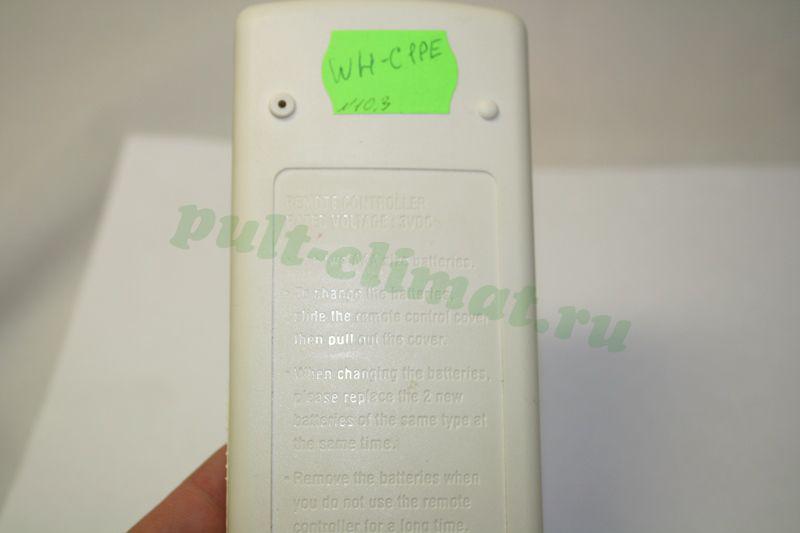 WH-C1PE
N10.3
REMOTE CONTROLLER
RATED VOLTAGE : 3VDC
pult-climat.ru
batteries.
• To change the batteries,
slide the remote control cover
then pull out the cover.
• When changing the batteries,
please replace the 2 new
batteries of the same type at
the same time.
• Remove the batteries when
you do not use the remote
controller for a long time.